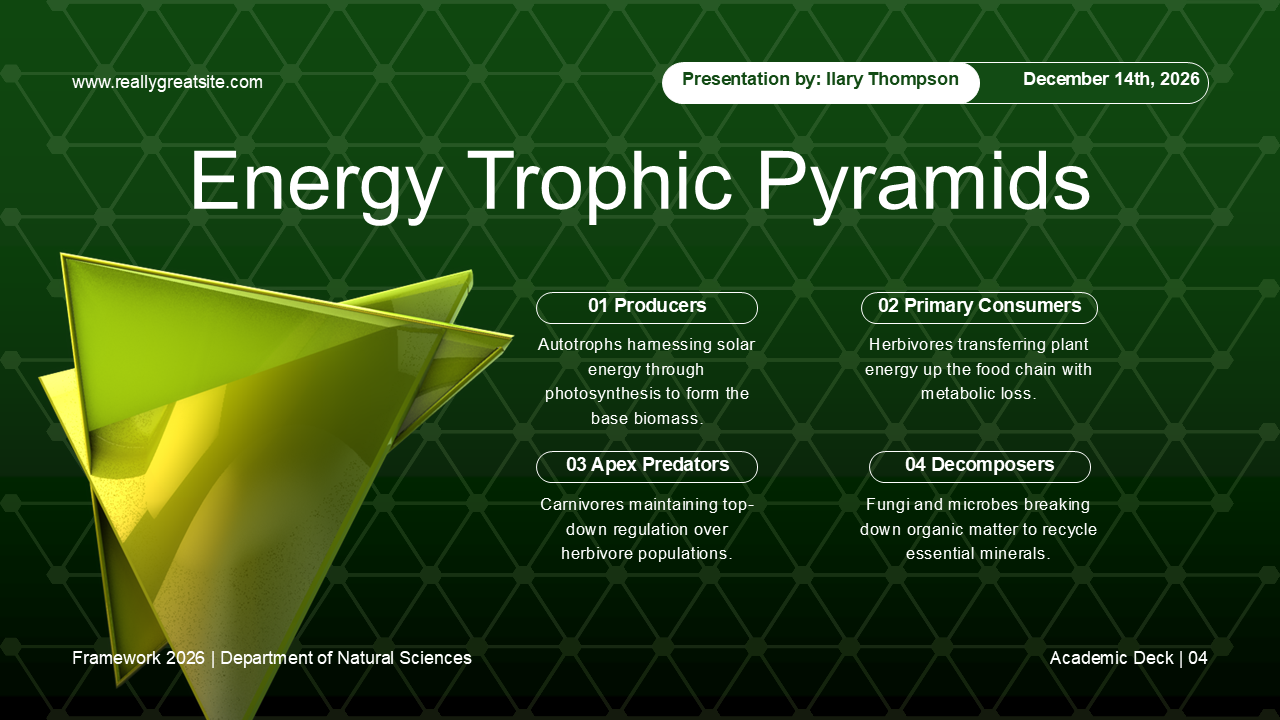 www.reallygreatsite.com
Presentation by: Ilary Thompson
December 14th, 2026
Energy Trophic Pyramids
01 Producers
Autotrophs harnessing solar
energy through
photosynthesis to form the
base biomass.
02 Primary Consumers
Herbivores transferring plant
energy up the food chain with
metabolic loss.
03 Apex Predators
Carnivores maintaining top-
down regulation over
herbivore populations.
04 Decomposers
Fungi and microbes breaking
down organic matter to recycle
essential minerals.
Framework 2026 | Department of Natural Sciences
Academic Deck | 04